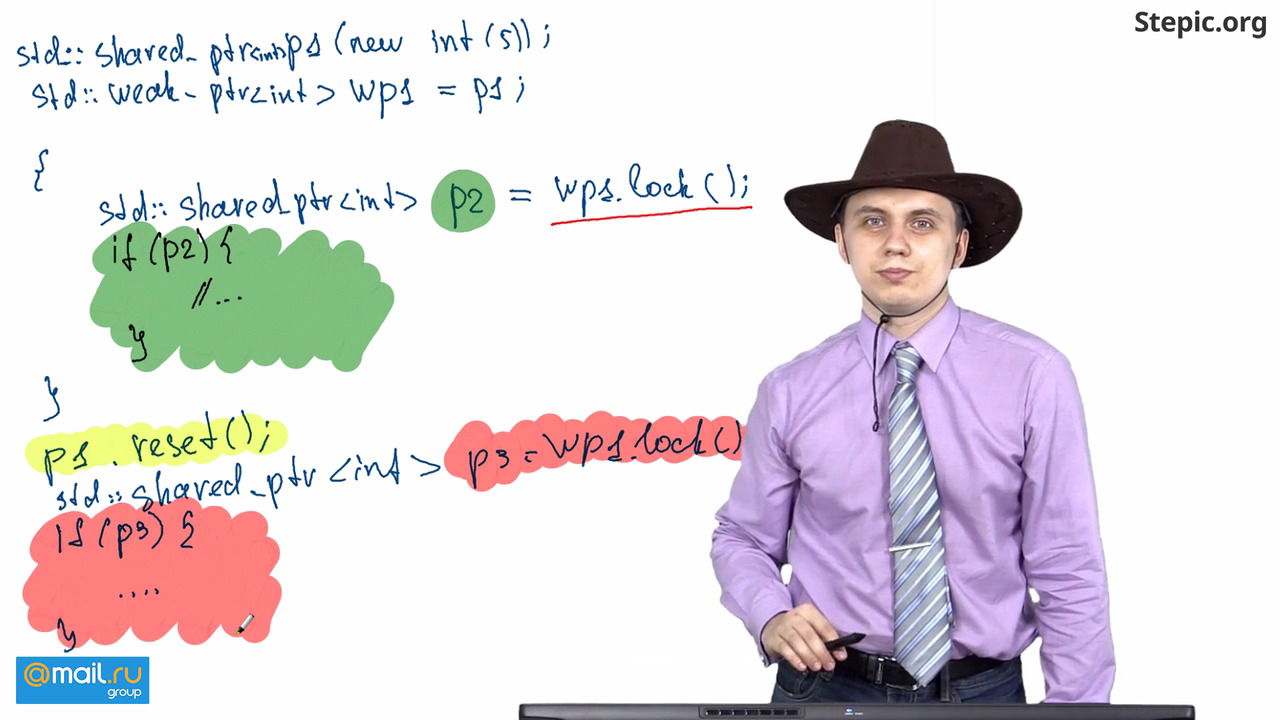 Stepic.org
std::shared_ptr<int>p1(new int(5));
std::weak_ptr<int> wp1 = p1;
{
std::shared_ptr<int> p2 = wp1.lock();
if (p2) {
//...
}
}
p1.reset();
std::shared_ptr<int> p3 = wp1.lock()
if (p3) {
....
}
@mail.ru
group